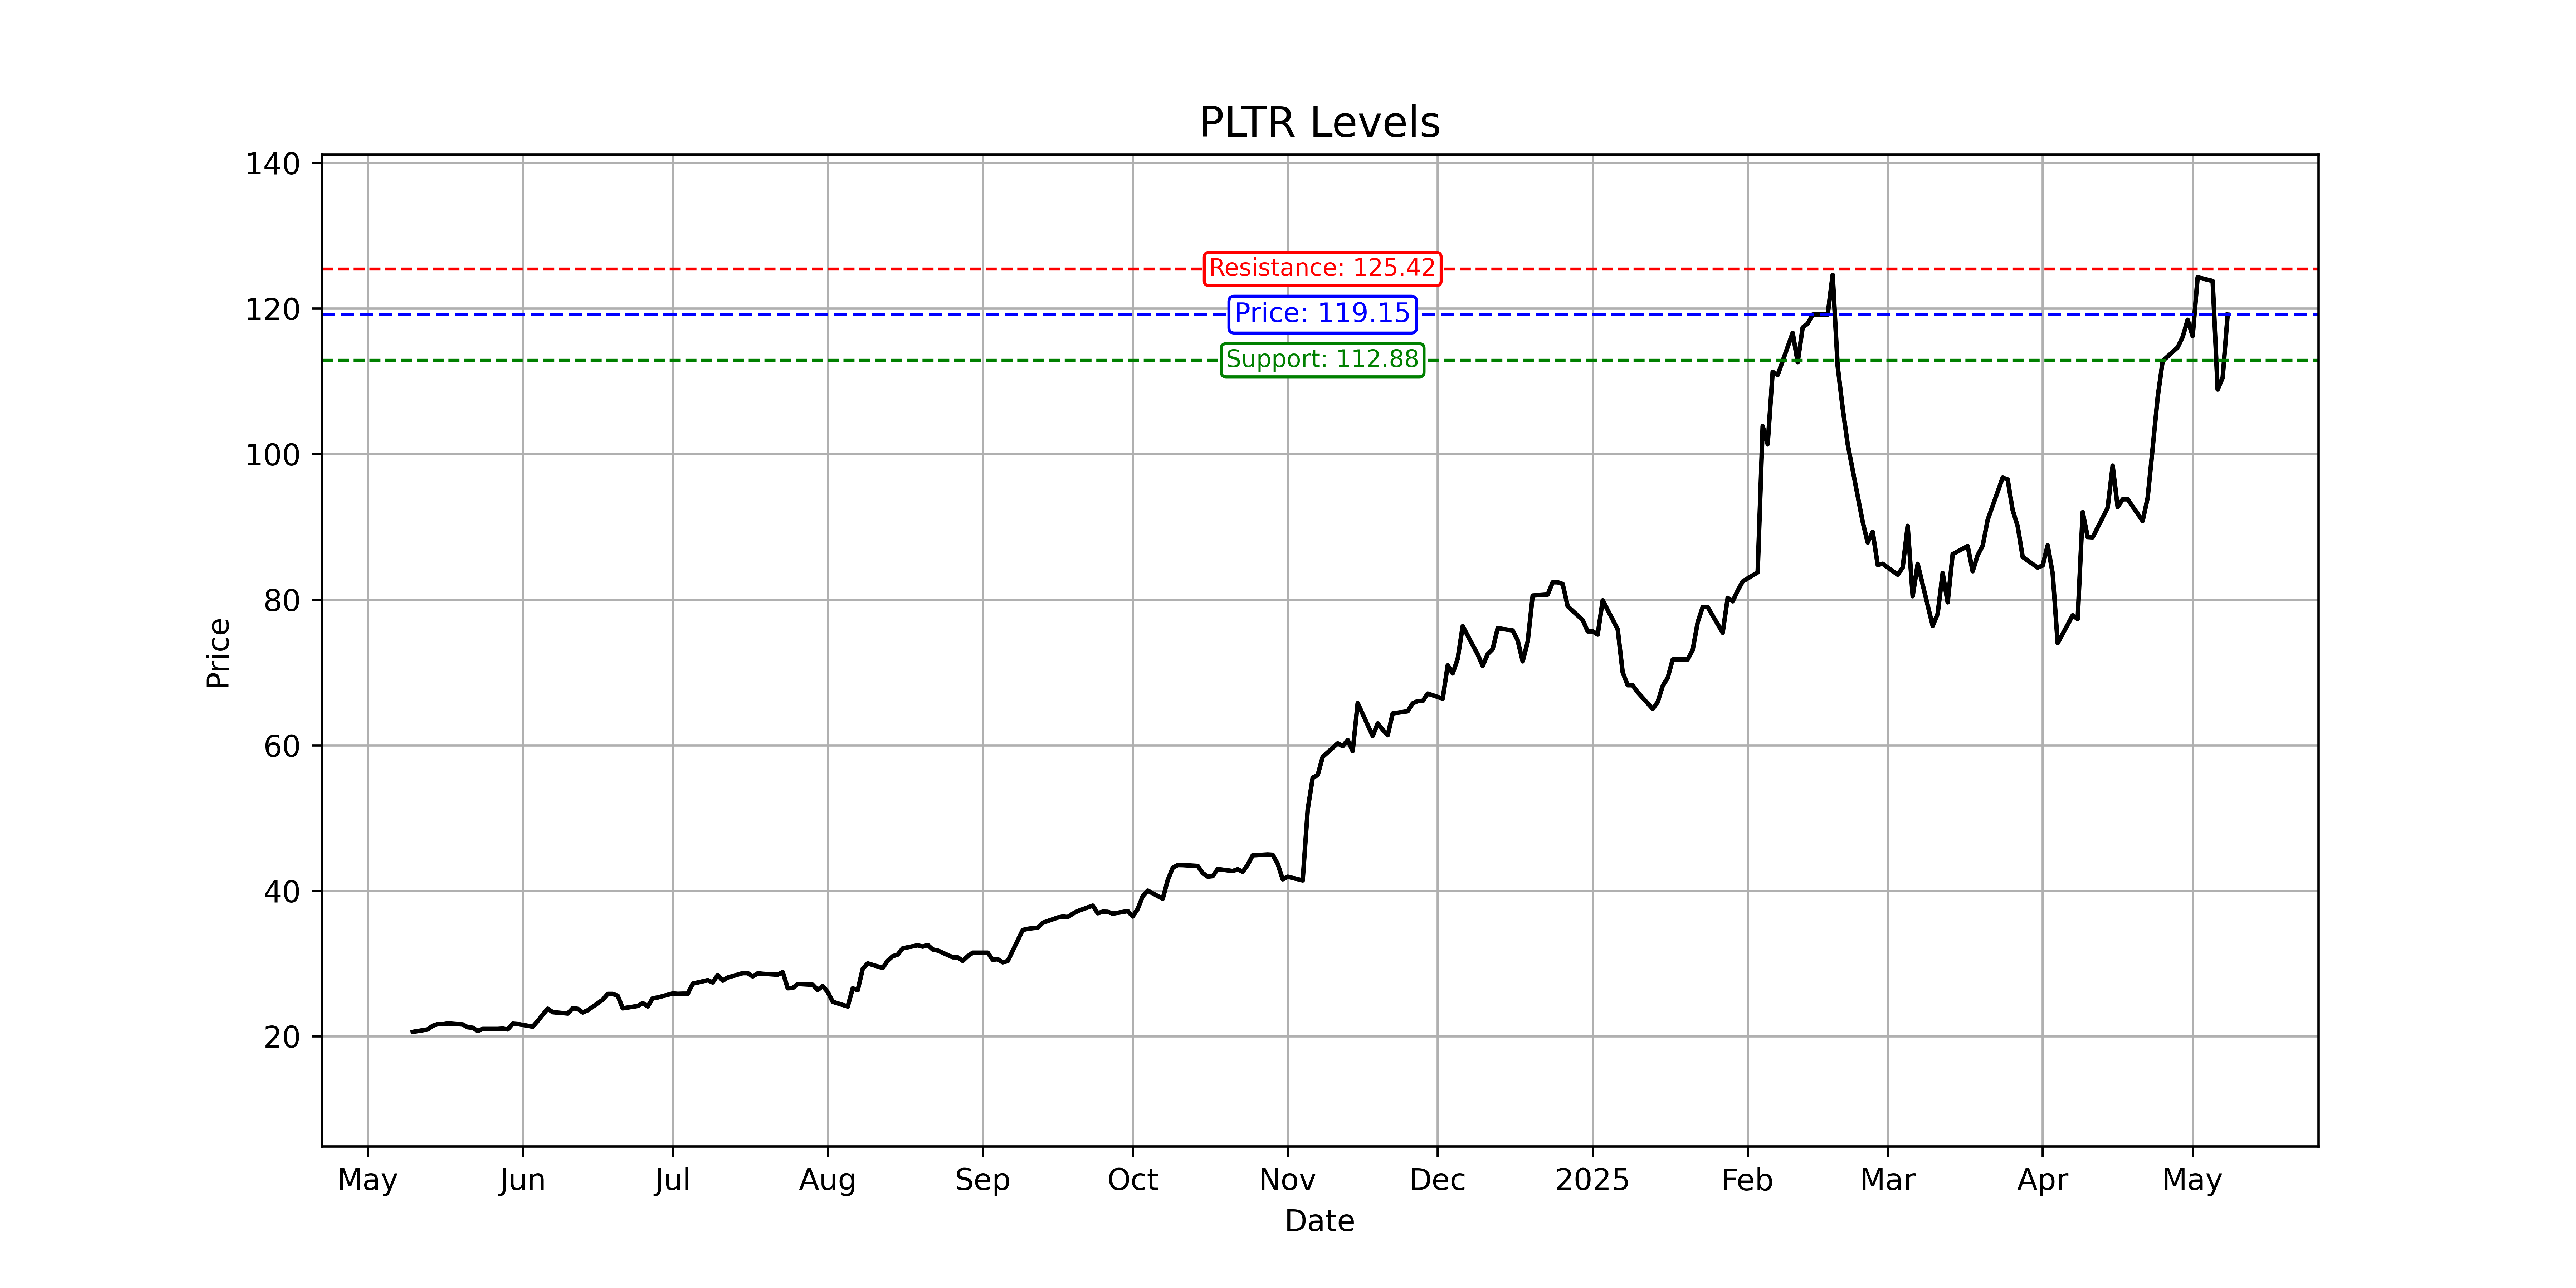 PLTR Levels
140
120
100
80
60
40
20
Price
Resistance: 125.42
Price: 119.15
Support: 112.88
May Jun Jul Aug Sep Oct Nov Dec 2025 Feb Mar Apr May
Date